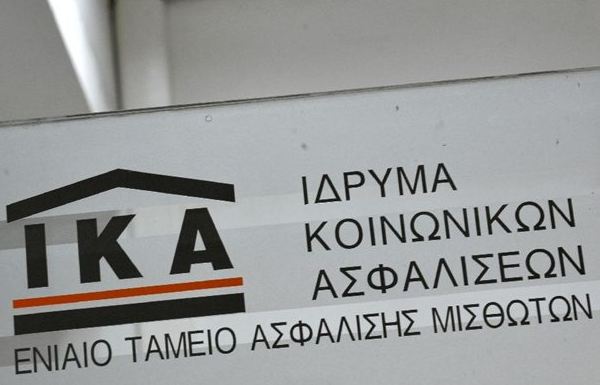 ΙΚΑ
ΙΔΡΥΜΑ
ΚΟΙΝΩΝΙΚΩΝ
ΑΣΦΑΛΙΣΕΩΝ
ΕΝΙΑΙΟ ΤΑΜΕΙΟ ΑΣΦΑΛΙΣΗΣ ΜΙΣΘΩΤΩΝ